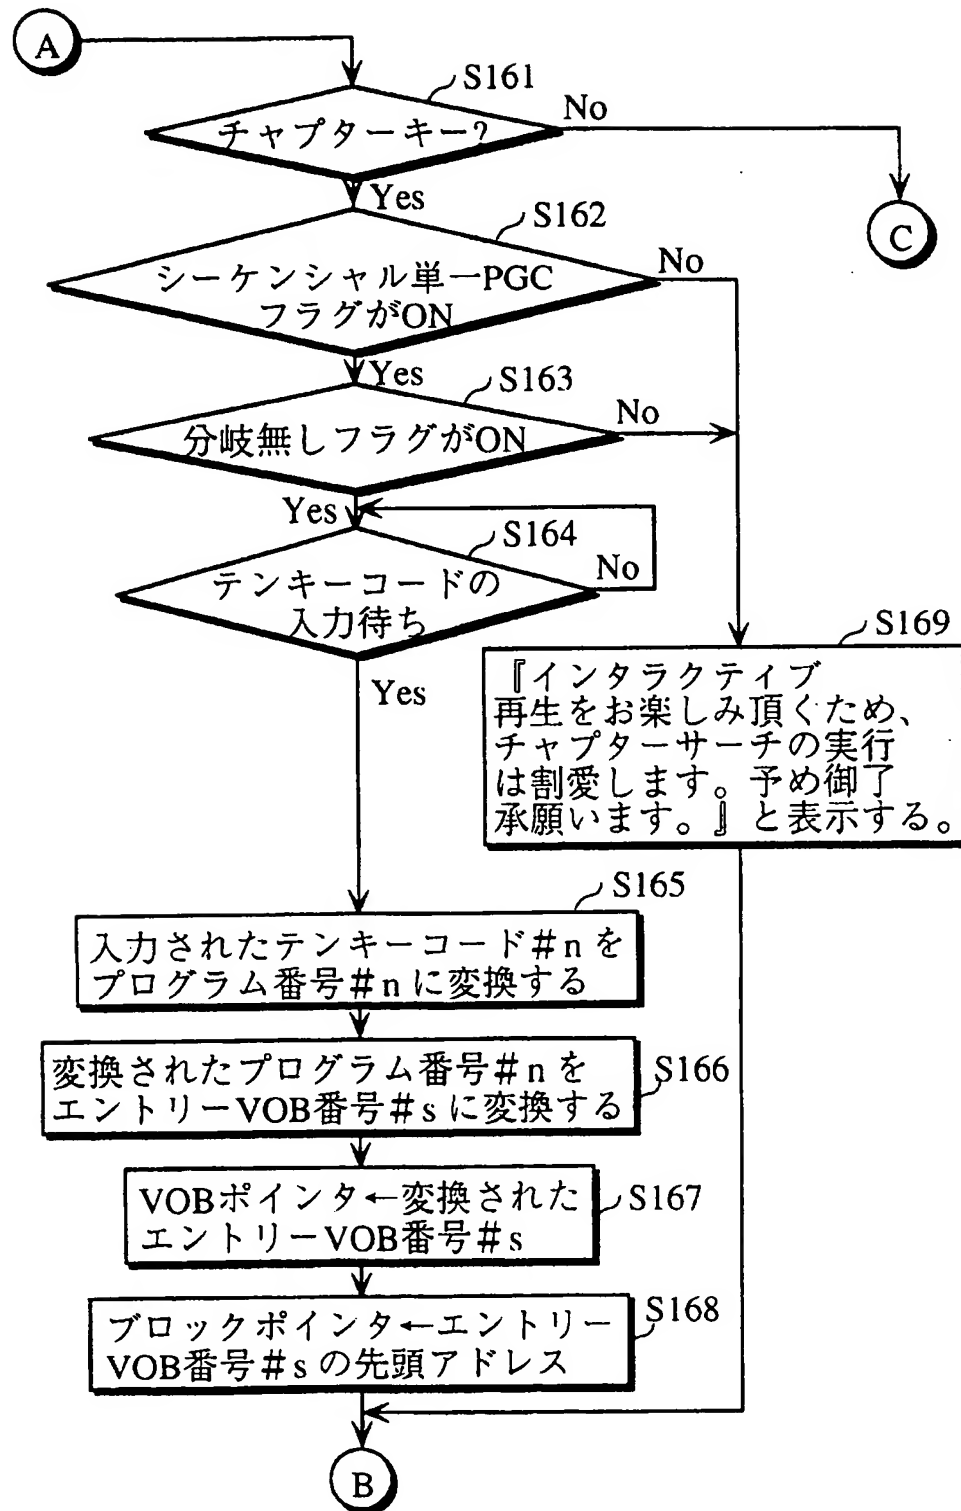 A
S161
チャプターキー?
No
Yes
C
S162
シーケンシャル単一PGC
フラグがON
No
Yes
S163
分岐無しフラグがON
No
Yes
S164
テンキーコードの
入力待ち
No
Yes
S169
『インタラクティブ
再生をお楽しみ頂くため、
チャプターサーチの実行
は割愛します。予め御了
承願います。』と表示する。
S165
入力されたテンキーコード#nを
プログラム番号#nに変換する
変換されたプログラム番号#nを
エントリーVOB番号#sに変換する
S166
VOBポインタ←変換された
エントリーVOB番号#s
S167
ブロックポインタ←エントリー
VOB番号#sの先頭アドレス
S168
B